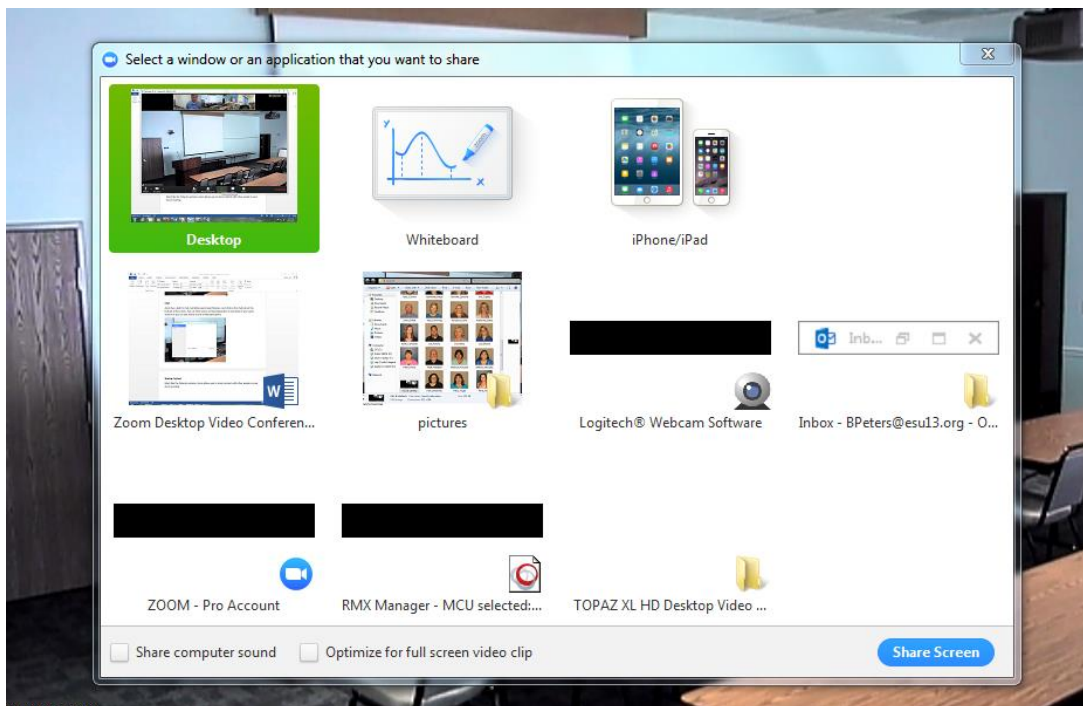 Select a window or an application that you want to share
Desktop
Whiteboard
iPhone/iPad
Zoom Desktop Video Conferen...
pictures
Logitech® Webcam Software
Inb...
Inbox - BPeters@esu13.org - O...
ZOOM - Pro Account
RMX Manager - MCU selected:...
TOPAZ XL HD Desktop Video ...
Share computer sound
Optimize for full screen video clip
Share Screen